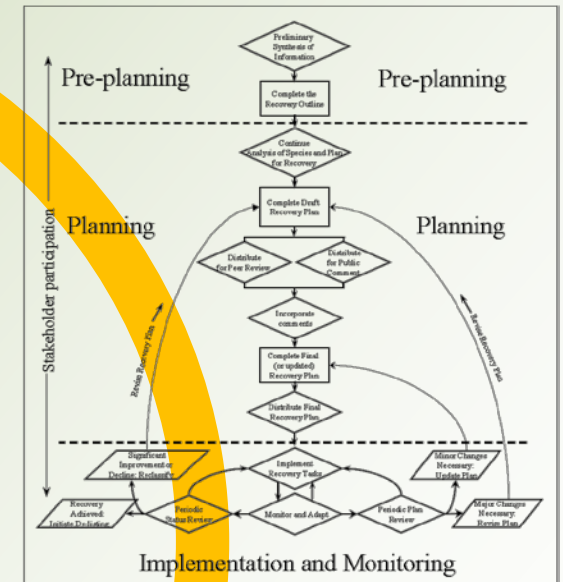 Preliminary
Synthesis of
Information
Pre-planning
Pre-planning
Complete the
Recovery Outline
Continue
Analysis of Species and Plan
for Recovery
Complete Draft
Recovery Plan
Planning
Planning
Distribute
for Peer Review
Distribute
for Public
Comment
Stakeholder participation
Incorporate
comments
Revise Recovery Plan
Revise Recovery Plan
Complete Final
(or updated)
Recovery Plan
Distribute Final
Recovery Plan
Significant
Improvement or
Decline: Reclassify
Implement
Recovery Tasks
Minor Changes
Necessary:
Update Plan
Recovery
Achieved:
Initiate Delisting
Periodic
Status Review
Monitor and Adapt
Periodic Plan
Review
Major Changes
Necessary:
Revise Plan
Implementation and Monitoring